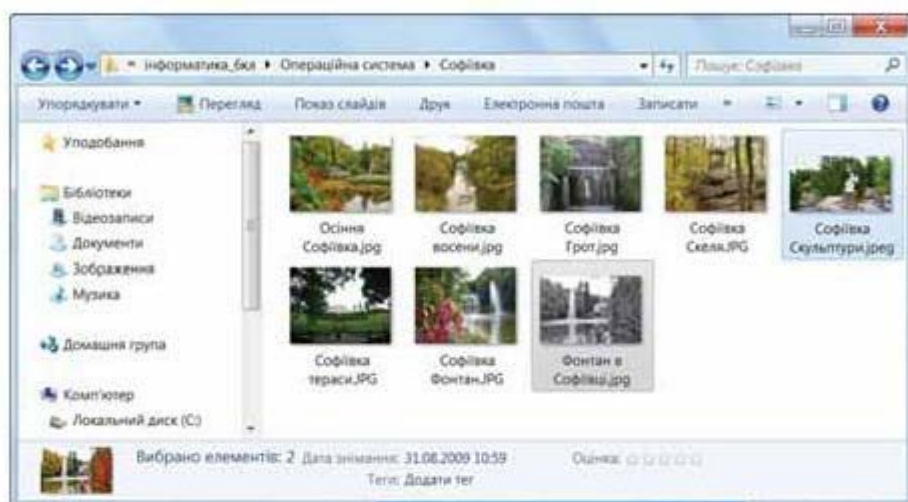 інформатика_6кл ▸ Операційна система ▸ Софіївка
Пошук: Софіївка
Упорядкувати Перегляд Показ слайдів Друк Електронна пошта Записати »
Уподобання
Бібліотеки
Відеозаписи
Документи
Зображення
Музика
Домашня група
Комп'ютер
Локальний диск (C:)
Осіння
Софіївка.jpg
Софіївка
восени.jpg
Софіївка
Грот.jpg
Софіївка
Скеля.JPG
Софіївка
Скульптури.jpeg
Софіївка
тераси.JPG
Софіївка
Фонтан.JPG
Фонтан в
Софіївці.jpg
Вибрано елементів: 2 Дата знімання: 31.08.2009 10:59 Оцінка:
Теги: Додати тег